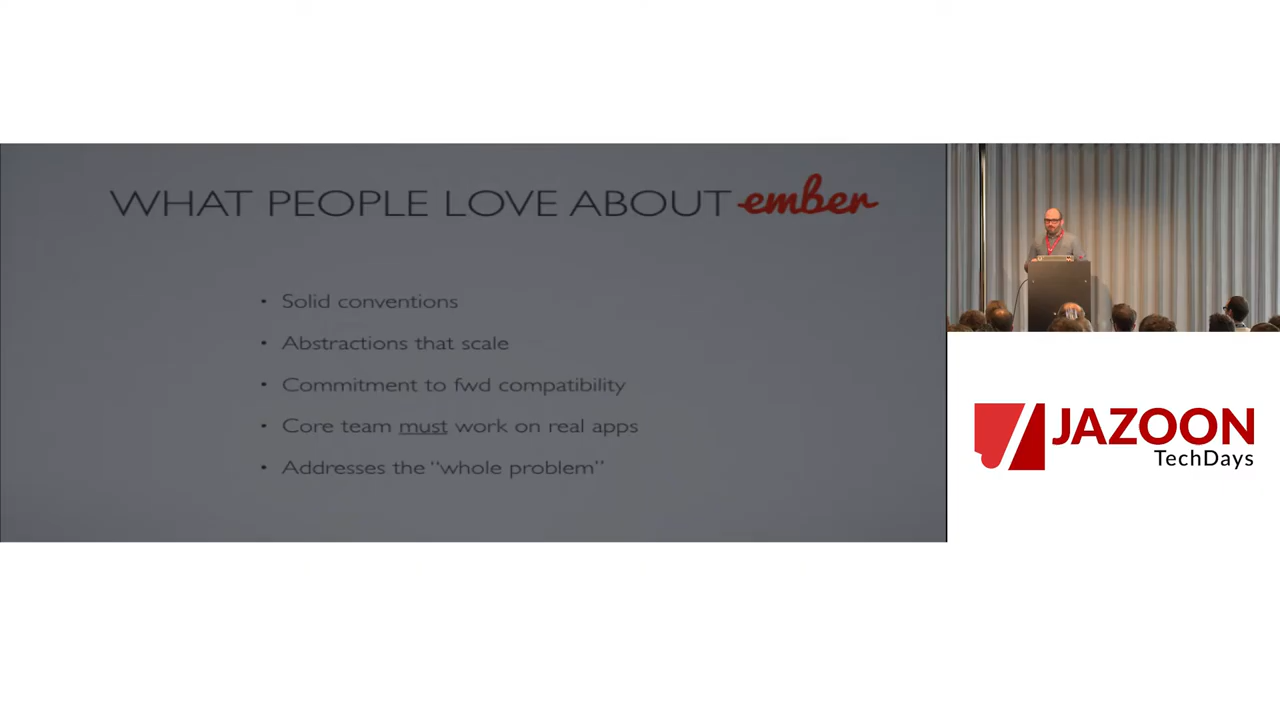 WHAT PEOPLE LOVE ABOUT ember
• Solid conventions
• Abstractions that scale
• Commitment to fwd compatibility
• Core team must work on real apps
• Addresses the “whole problem”
JAZOON
TechDays